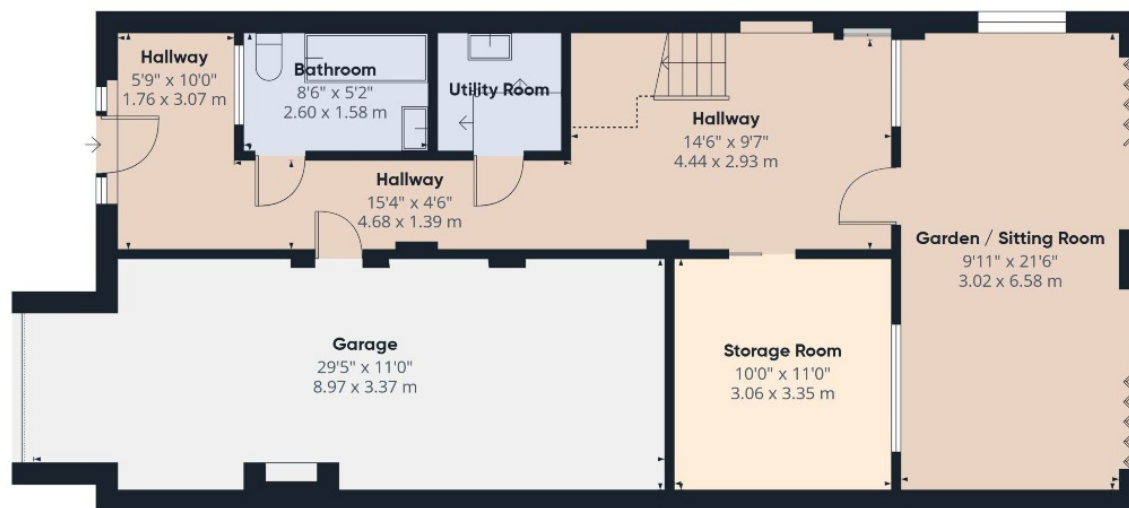 Hallway
5'9" x 10'0"
1.76 x 3.07 m
Bathroom
8'6" x 5'2"
2.60 x 1.58 m
Utility Room
Hallway
14'6" x 9'7"
4.44 x 2.93 m
Hallway
15'4" x 4'6"
4.68 x 1.39 m
Garden / Sitting Room
9'11" x 21'6"
3.02 x 6.58 m
Garage
29'5" x 11'0"
8.97 x 3.37 m
Storage Room
10'0" x 11'0"
3.06 x 3.35 m